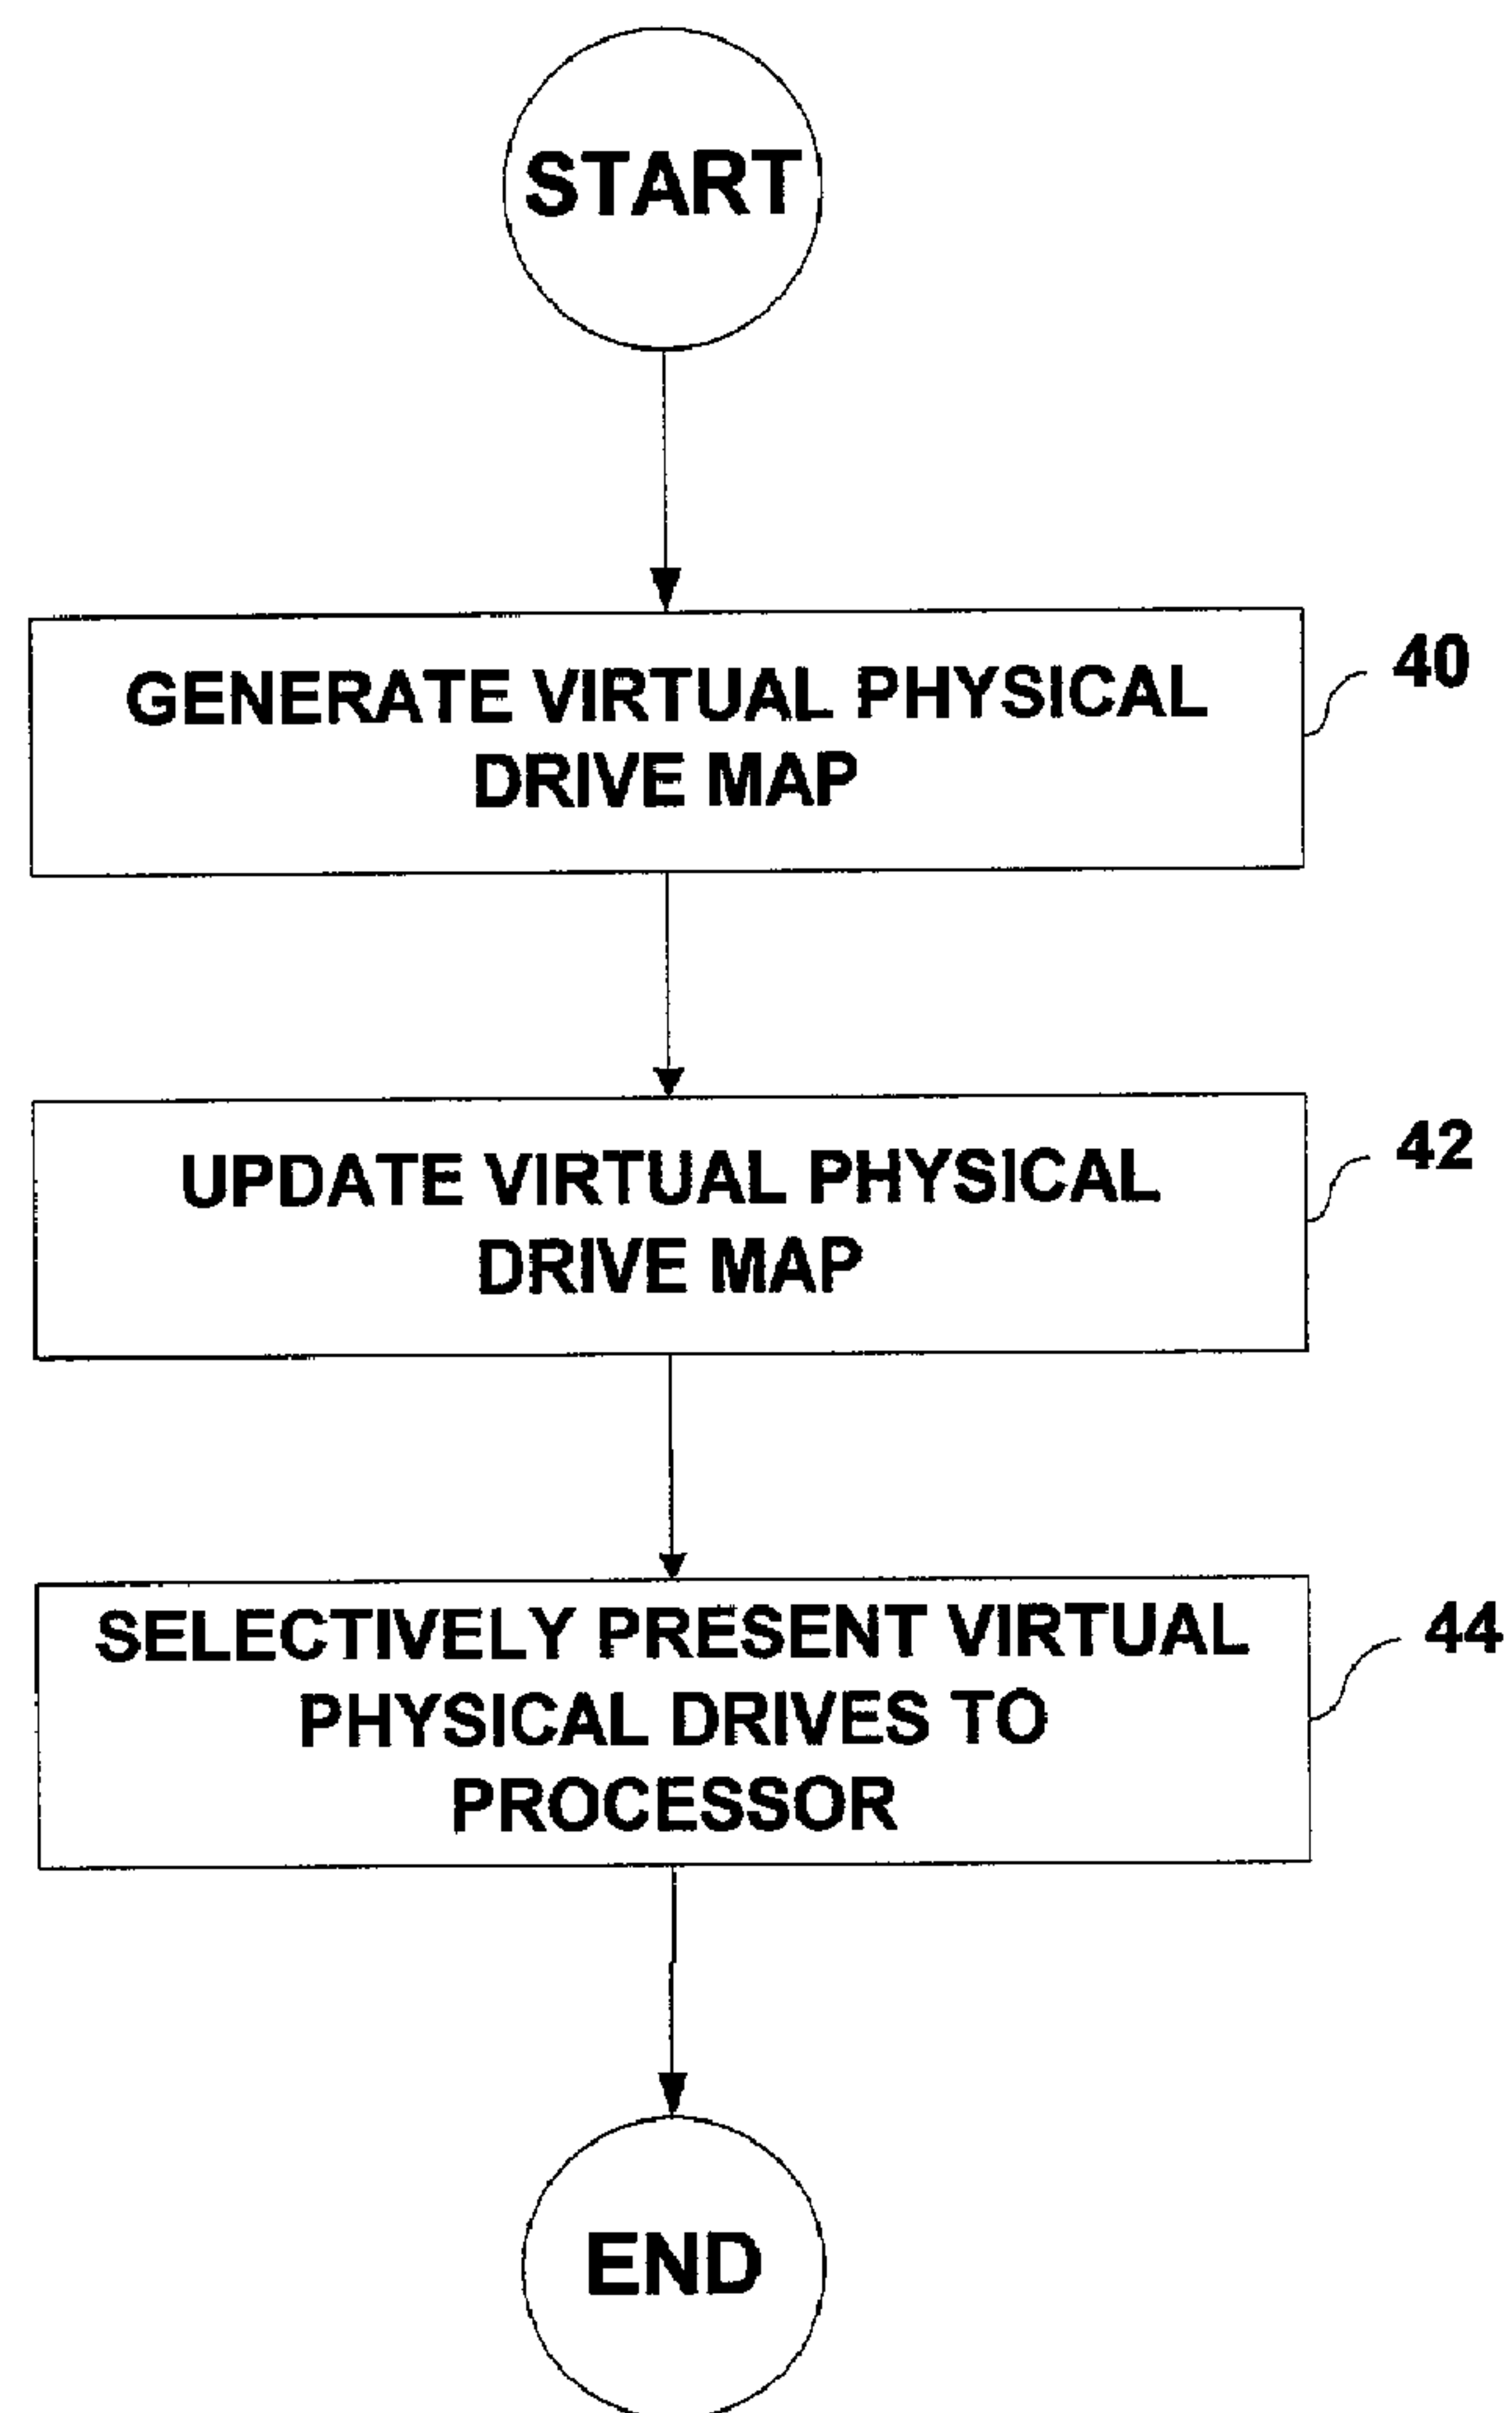 START
GENERATE VIRTUAL PHYSICAL
DRIVE MAP
40
UPDATE VIRTUAL PHYSICAL
DRIVE MAP
42
SELECTIVELY PRESENT VIRTUAL
PHYSICAL DRIVES TO
PROCESSOR
44
END